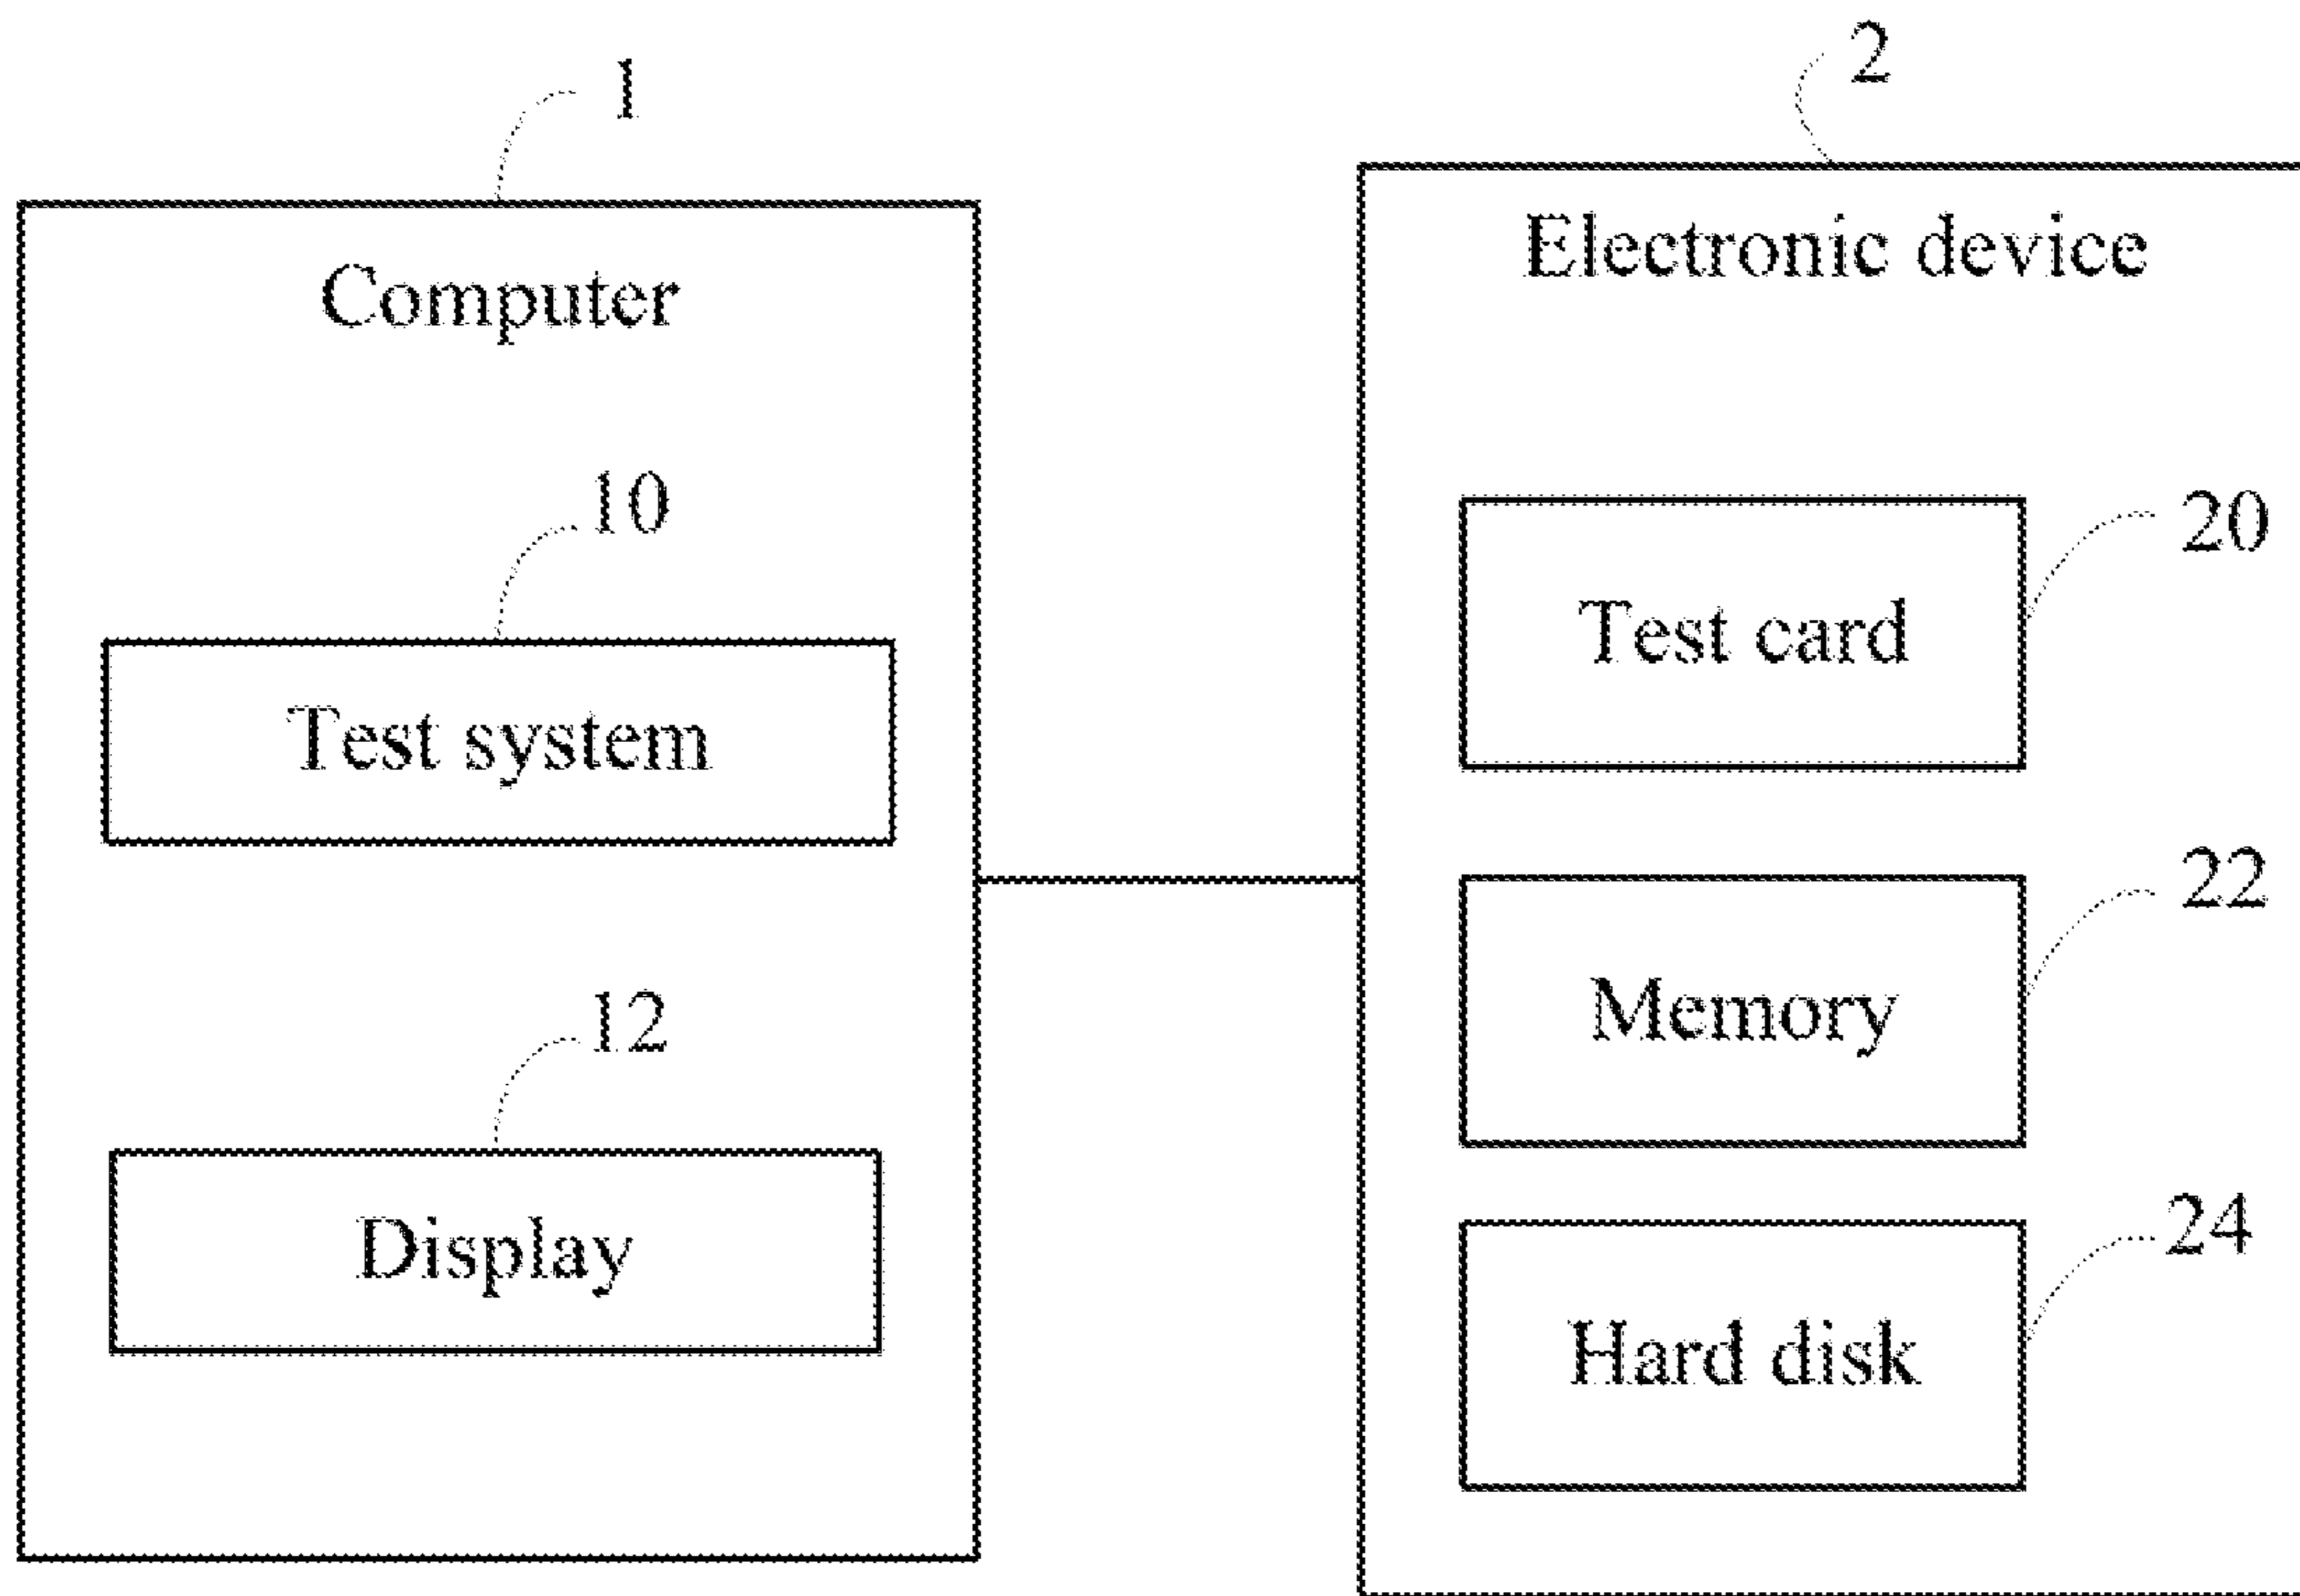 1
Computer
10
Test system
12
Display
2
Electronic device
20
Test card
22
Memory
24
Hard disk